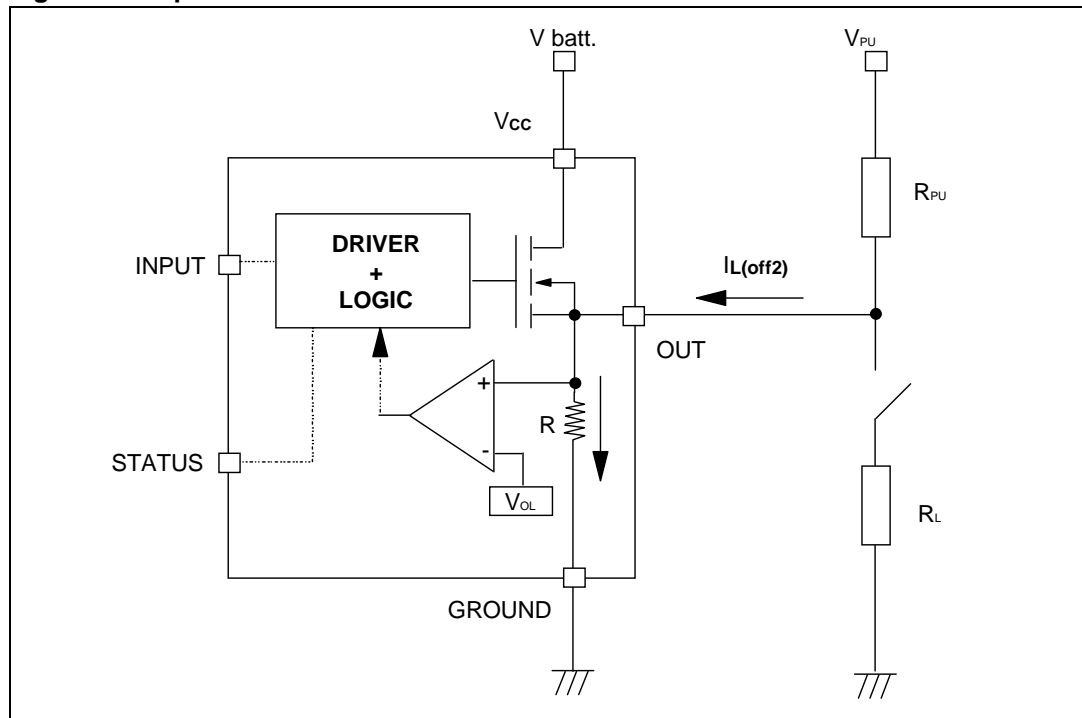 V batt.
VPU
Vcc
RPU
DRIVER
+
LOGIC
INPUT
IL(off2)
OUT
+
R
-
STATUS
VOL
RL
GROUND